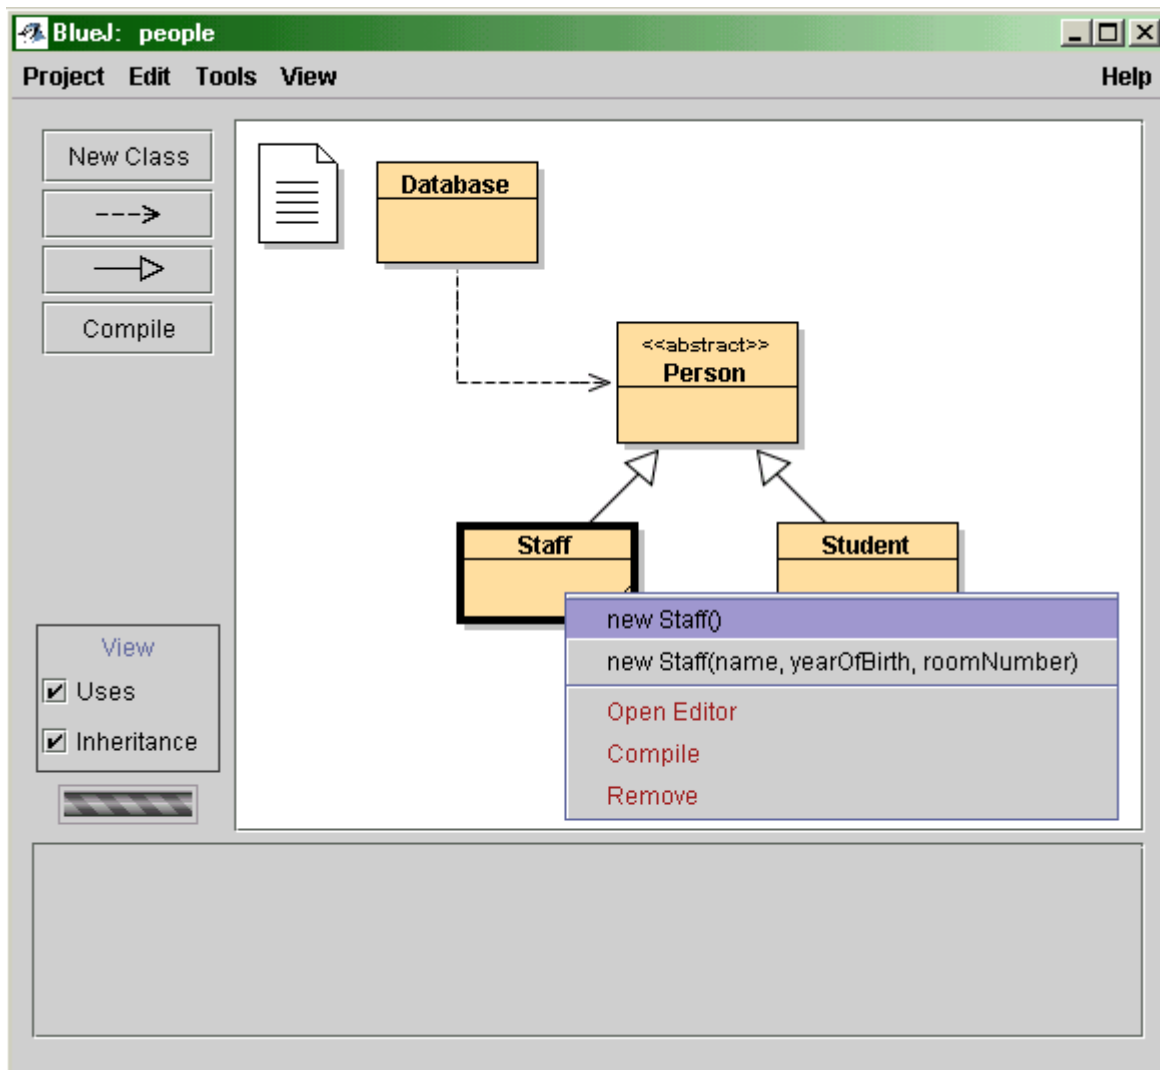 BlueJ: people
Project Edit Tools View Help
New Class
Compile
Database
<<abstract>>
Person
Staff
Student
new Staff()
new Staff(name, yearOfBirth, roomNumber)
Open Editor
Compile
Remove
View
Uses
Inheritance